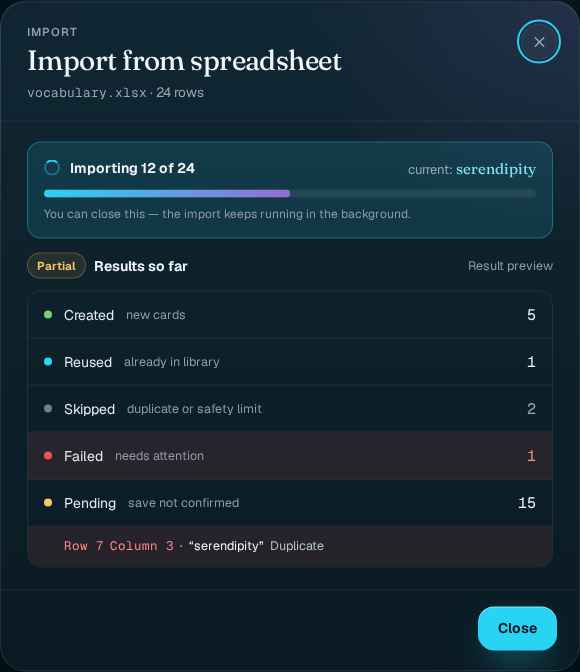 IMPORT
Import from spreadsheet
vocabulary.xlsx · 24 rows
Importing 12 of 24 current: serendipity
You can close this — the import keeps running in the background.
Partial Results so far Result preview
Created new cards 5
Reused already in library 1
Skipped duplicate or safety limit 2
Failed needs attention 1
Pending save not confirmed 15
Row 7 Column 3 · “serendipity” Duplicate
Close